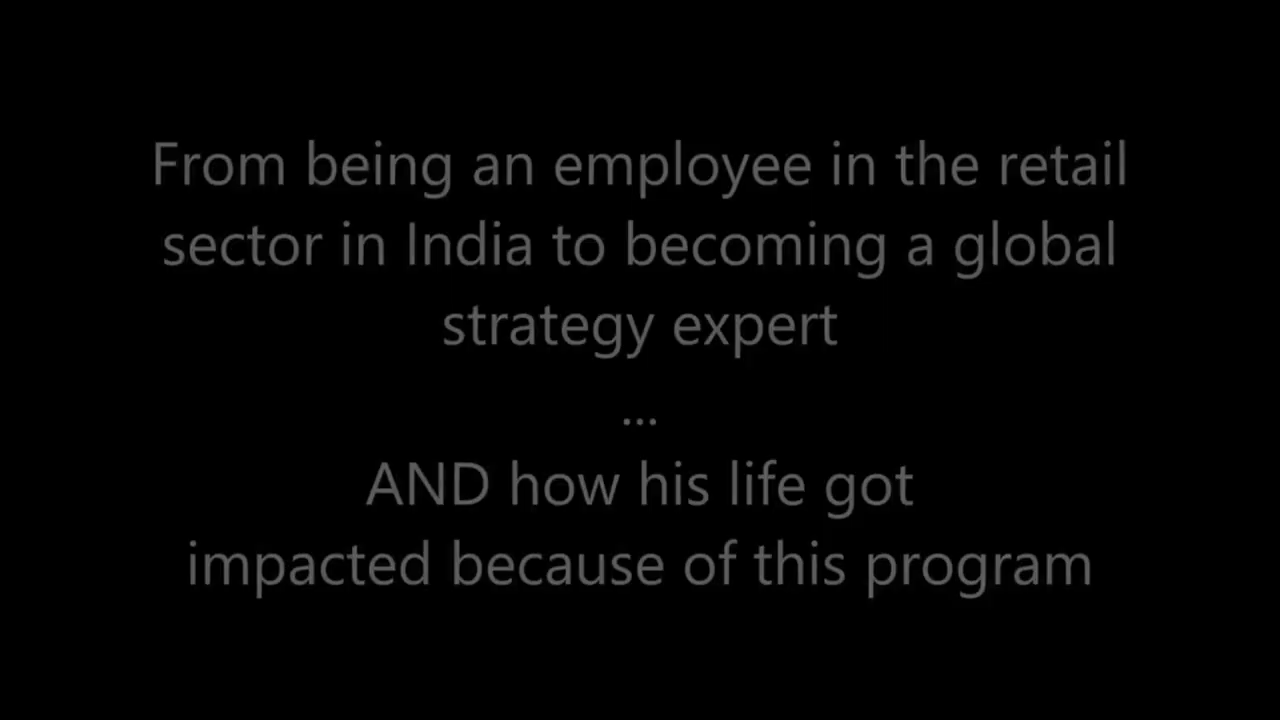 From being an employee in the retail
sector in India to becoming a global
strategy expert
...
AND how his life got
impacted because of this program